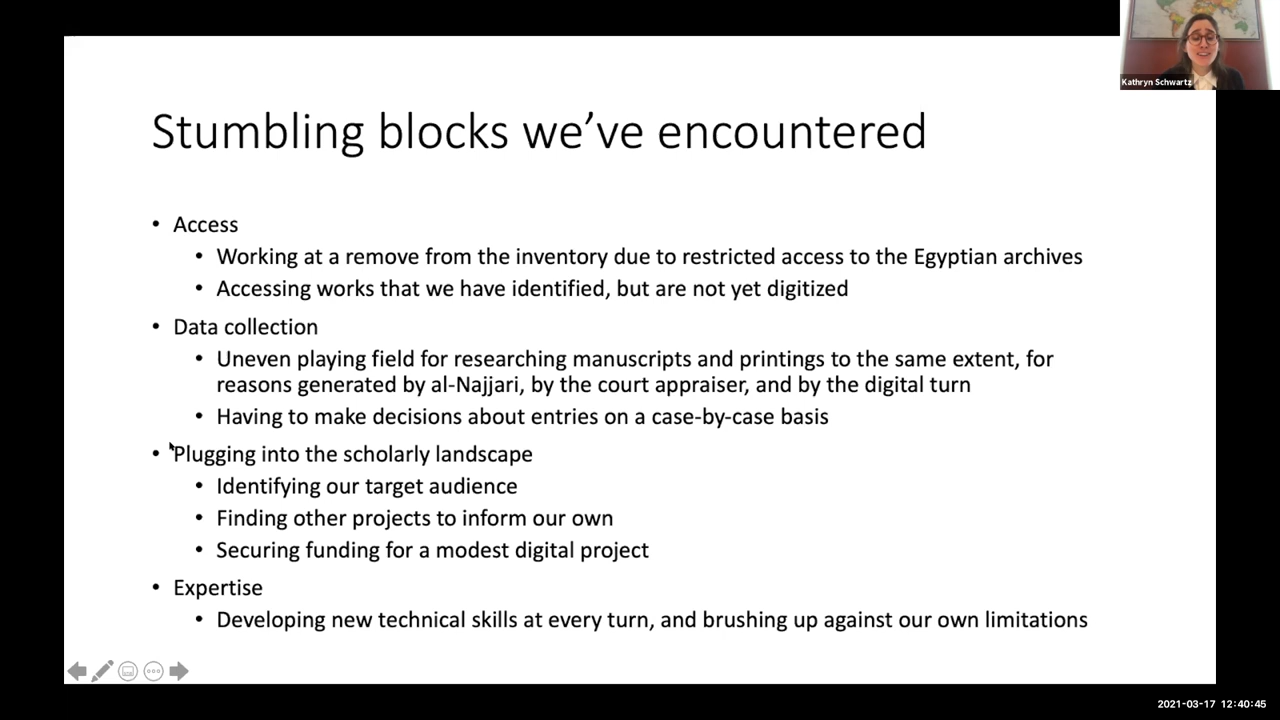 Kathryn Schwartz
Stumbling blocks we've encountered
• Access
• Working at a remove from the inventory due to restricted access to the Egyptian archives
• Accessing works that we have identified, but are not yet digitized
• Data collection
• Uneven playing field for researching manuscripts and printings to the same extent, for
reasons generated by al-Najjari, by the court appraiser, and by the digital turn
• Having to make decisions about entries on a case-by-case basis
• Plugging into the scholarly landscape
• Identifying our target audience
• Finding other projects to inform our own
• Securing funding for a modest digital project
• Expertise
• Developing new technical skills at every turn, and brushing up against our own limitations
2021-03-17 12:40:45